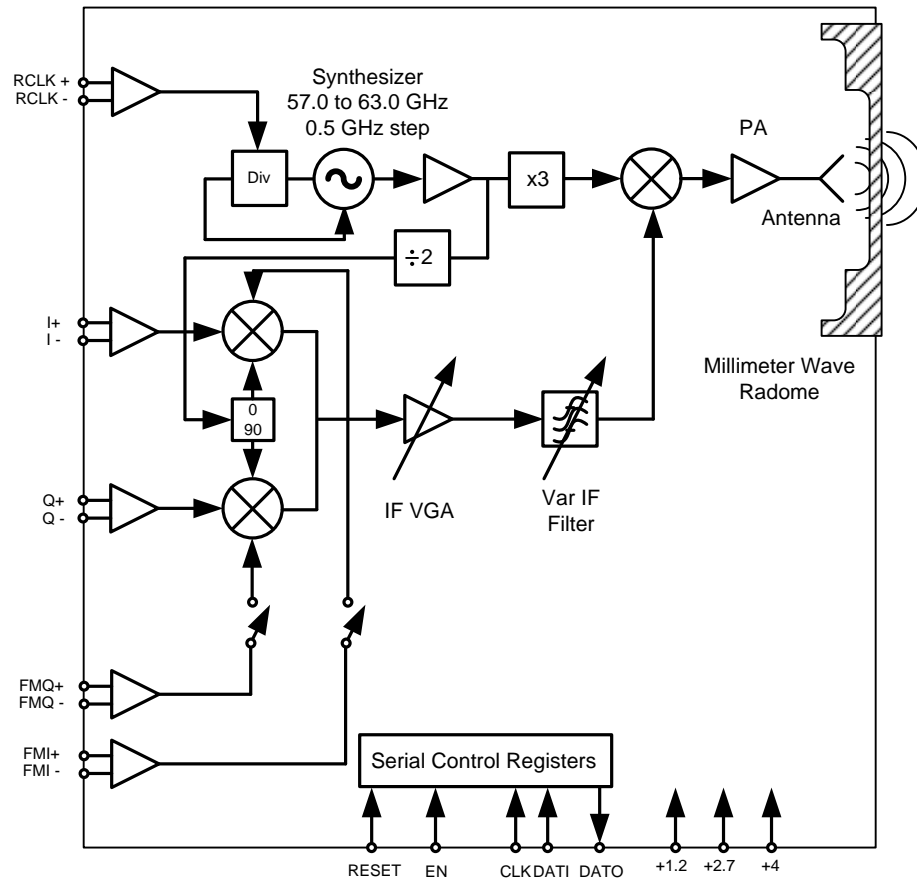 RCLK +
RCLK -
Synthesizer
57.0 to 63.0 GHz
0.5 GHz step
Div
x3
PA
Antenna
÷2
I+
I -
0
90
Millimeter Wave
Radome
Q+
Q -
IF VGA
Var IF
Filter
FMQ+
FMQ -
FMI+
FMI -
Serial Control Registers
RESET
EN
CLK
DATI
DATO
+1.2
+2.7
+4